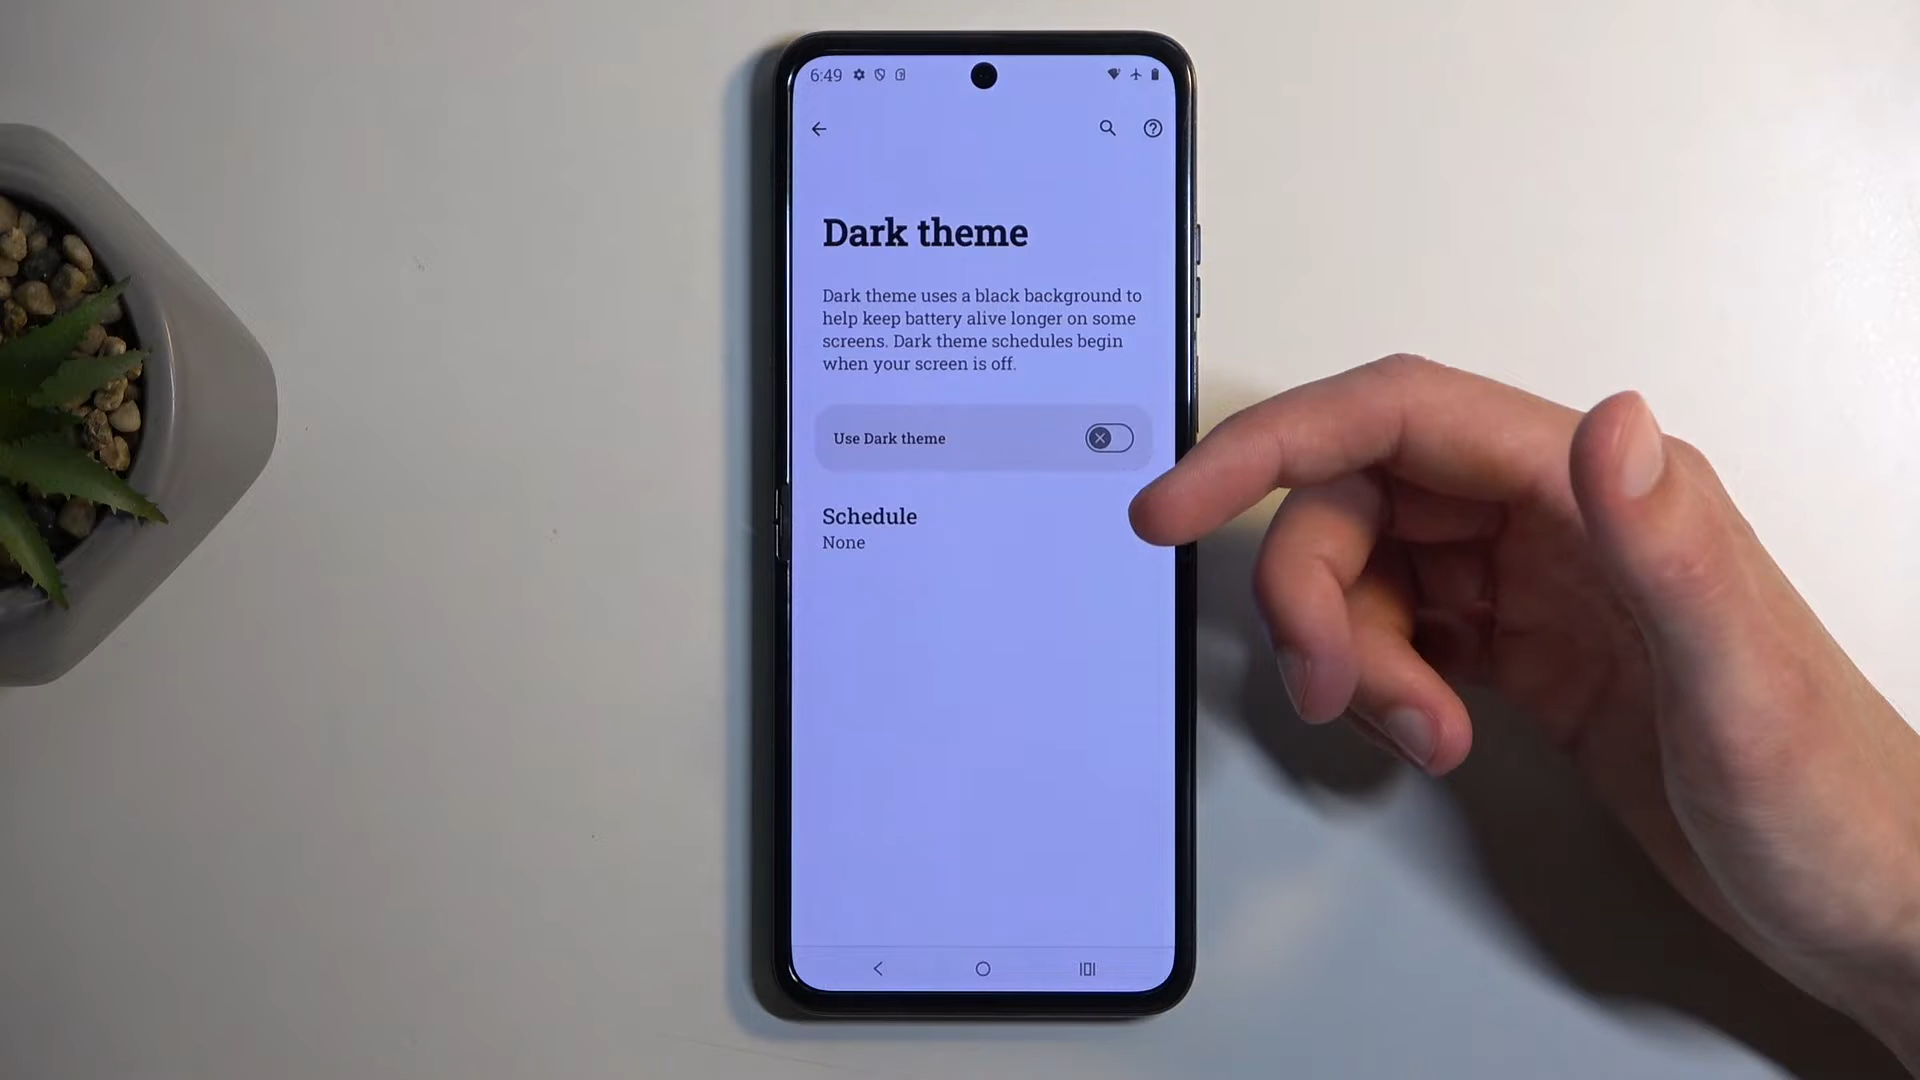 6:49
Dark theme
Dark theme uses a black background to
help keep battery alive longer on some
screens. Dark theme schedules begin
when your screen is off.
Use Dark theme
Schedule
None